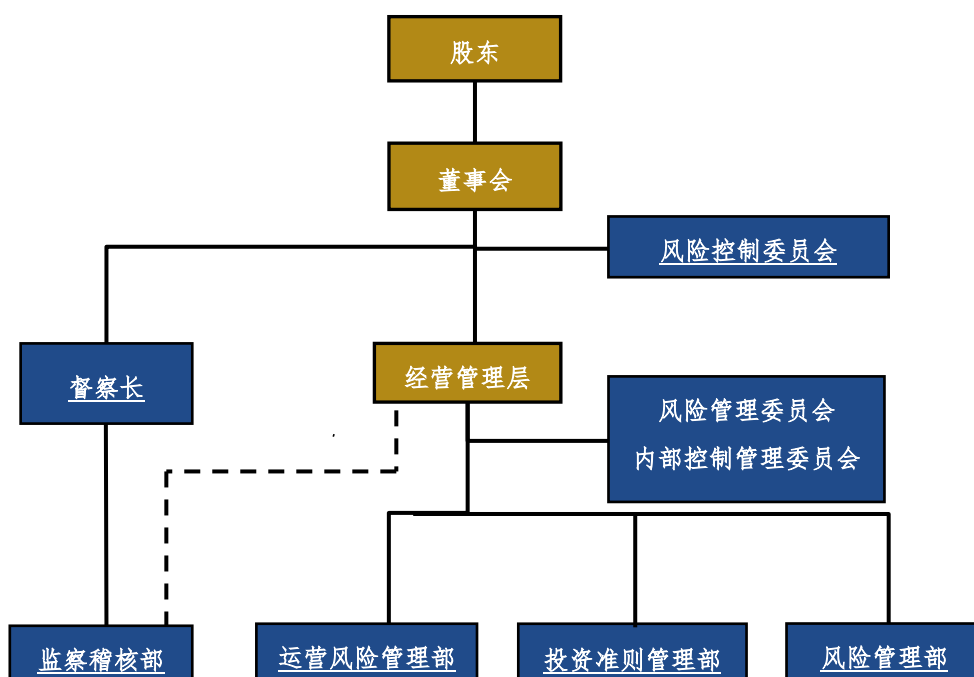 股东
董事会
风险控制委员会
督察长
经营管理层
风险管理委员会
内部控制管理委员会
监察稽核部
运营风险管理部
投资准则管理部
风险管理部